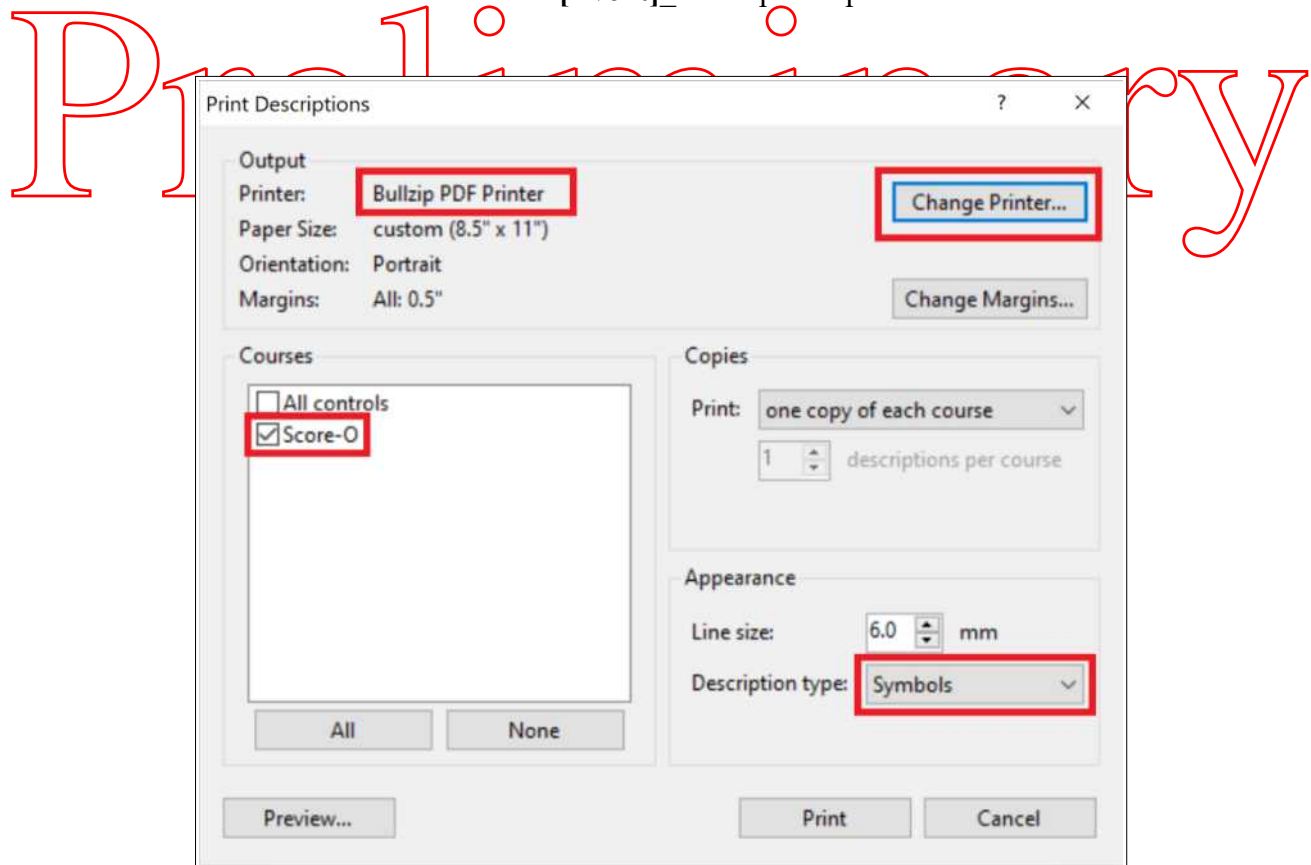 Preliminary
Print Descriptions ? ×
Output
Printer: Bullzip PDF Printer
Change Printer...
Paper Size: custom (8.5" x 11")
Orientation: Portrait
Margins: All: 0.5"
Change Margins...
Courses
All controls
Score-O
All None
Copies
Print: one copy of each course
1 descriptions per course
Appearance
Line size: 6.0 mm
Description type: Symbols
Preview... Print Cancel